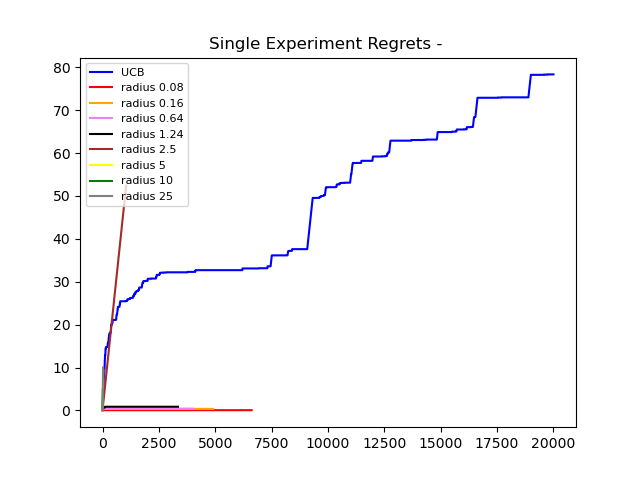 Single Experiment Regrets -
80
70
60
50
40
30
20
10
0
UCB
radius 0.08
radius 0.16
radius 0.64
radius 1.24
radius 2.5
radius 5
radius 10
radius 25
0 2500 5000 7500 10000 12500 15000 17500 20000